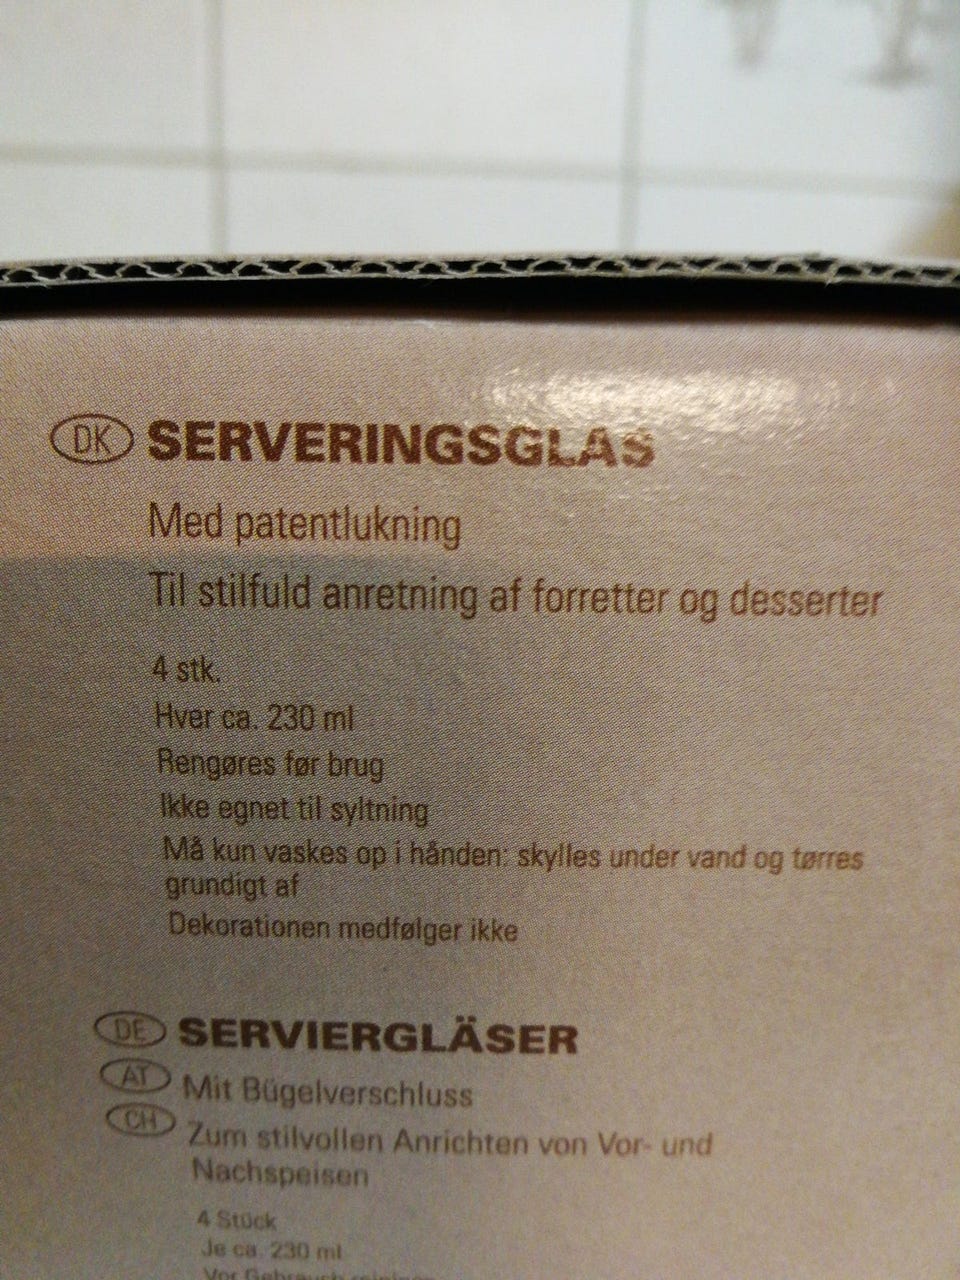 DK SERVERINGSGLAS
Med patentlukning
Til stilfuld anretning af forretter og desserter
4 stk.
Hver ca. 230 ml
Rengøres før brug
Ikke egnet til syltning
Må kun vaskes op i hånden: skylles under vand og tørres
grundigt af
Dekorationen medfølger ikke
DE SERVIERGLÄSER
AT Mit Bügelverschluss
CH Zum stilvollen Anrichten von Vor- und
Nachspeisen
4 Stück
Je ca. 230 ml
Vor Gebrauch reinigen